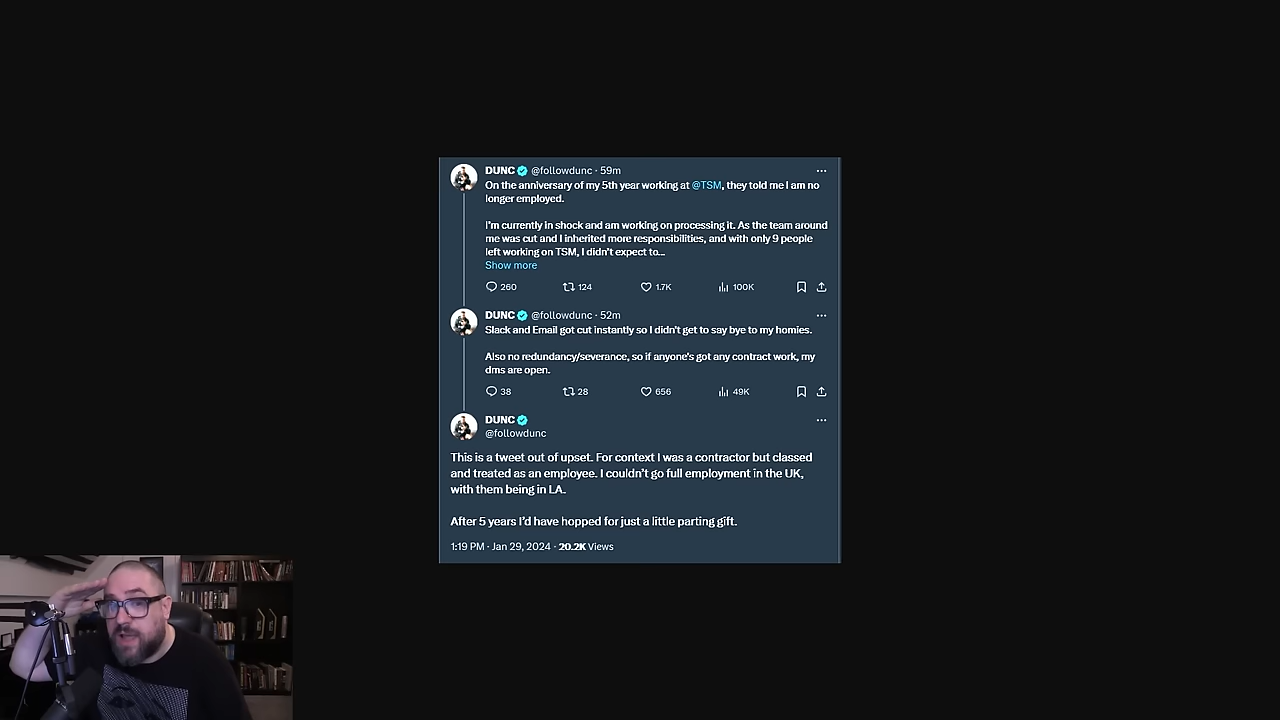 DUNC @followdunc · 59m
On the anniversary of my 5th year working at @TSM, they told me I am no
longer employed.
I'm currently in shock and am working on processing it. As the team around
me was cut and I inherited more responsibilities, and with only 9 people
left working on TSM, I didn't expect to...
Show more
260 124 1.7K 100K
DUNC @followdunc · 52m
Slack and Email got cut instantly so I didn't get to say bye to my homies.
Also no redundancy/severance, so if anyone's got any contract work, my
dms are open.
38 28 656 49K
DUNC
@followdunc
This is a tweet out of upset. For context I was a contractor but classed
and treated as an employee. I couldn't go full employment in the UK,
with them being in LA.
After 5 years I'd have hopped for just a little parting gift.
1:19 PM · Jan 29, 2024 · 20.2K Views